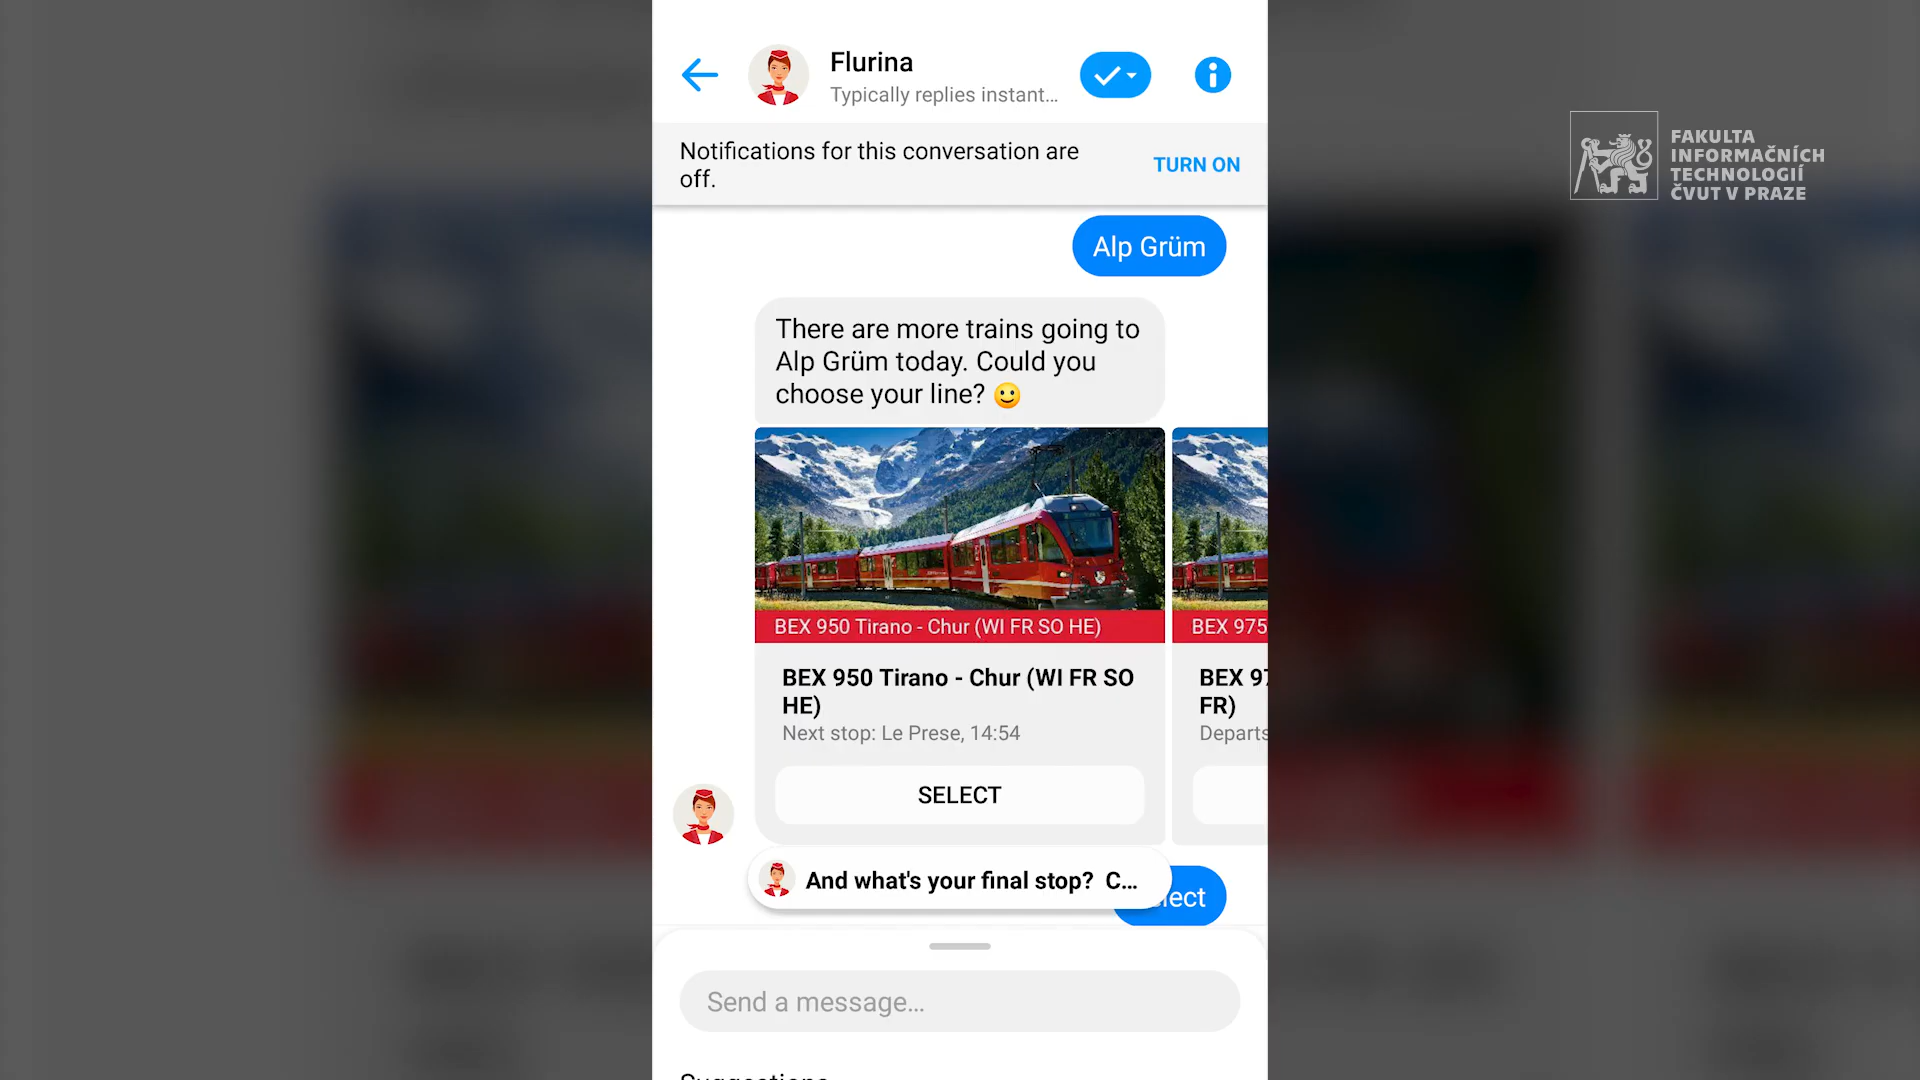 Flurina
Typically replies instant...
Notifications for this conversation are
off.
TURN ON
FAKULTA
INFORMAČNÍCH
TECHNOLOGIÍ
ČVUT V PRAZE
Alp Grüm
There are more trains going to
Alp Grüm today. Could you
choose your line? 🙂
BEX 950 Tirano - Chur (WI FR SO HE)
BEX 950 Tirano - Chur (WI FR SO
HE)
Next stop: Le Prese, 14:54
SELECT
BEX 975
BEX 97
FR)
Departs
And what's your final stop? C...
lect
Send a message...
Suggestions